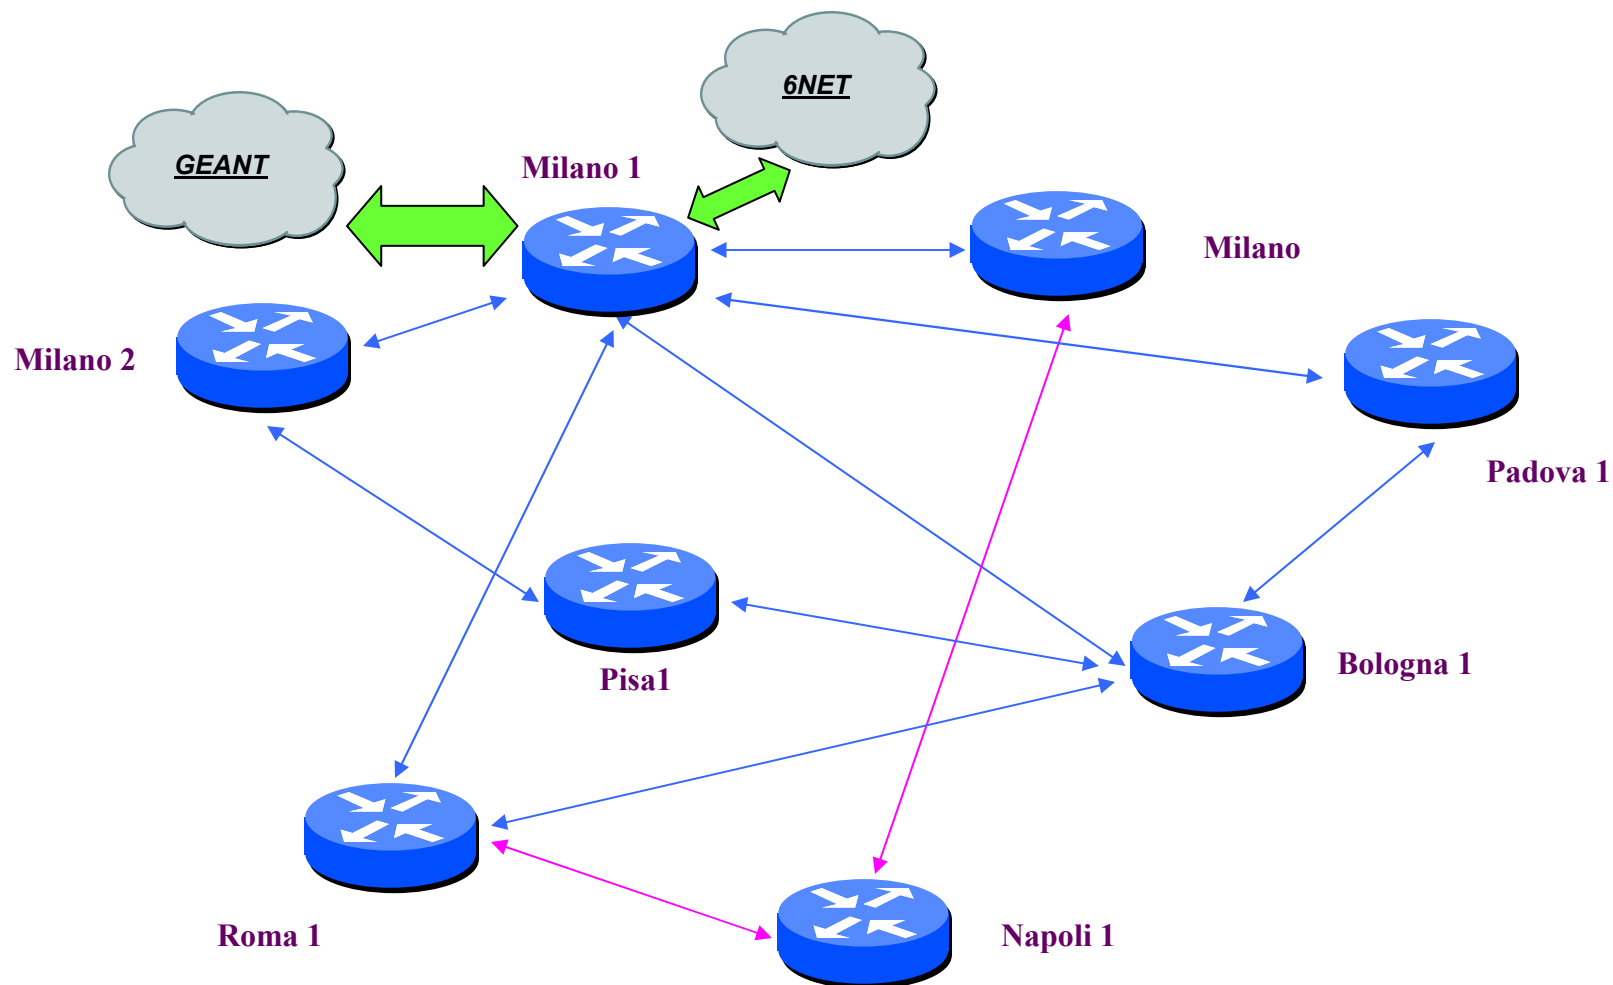 6NET
GEANT
Milano 1
Milano
Milano 2
Padova 1
Pisa1
Bologna 1
Roma 1
Napoli 1